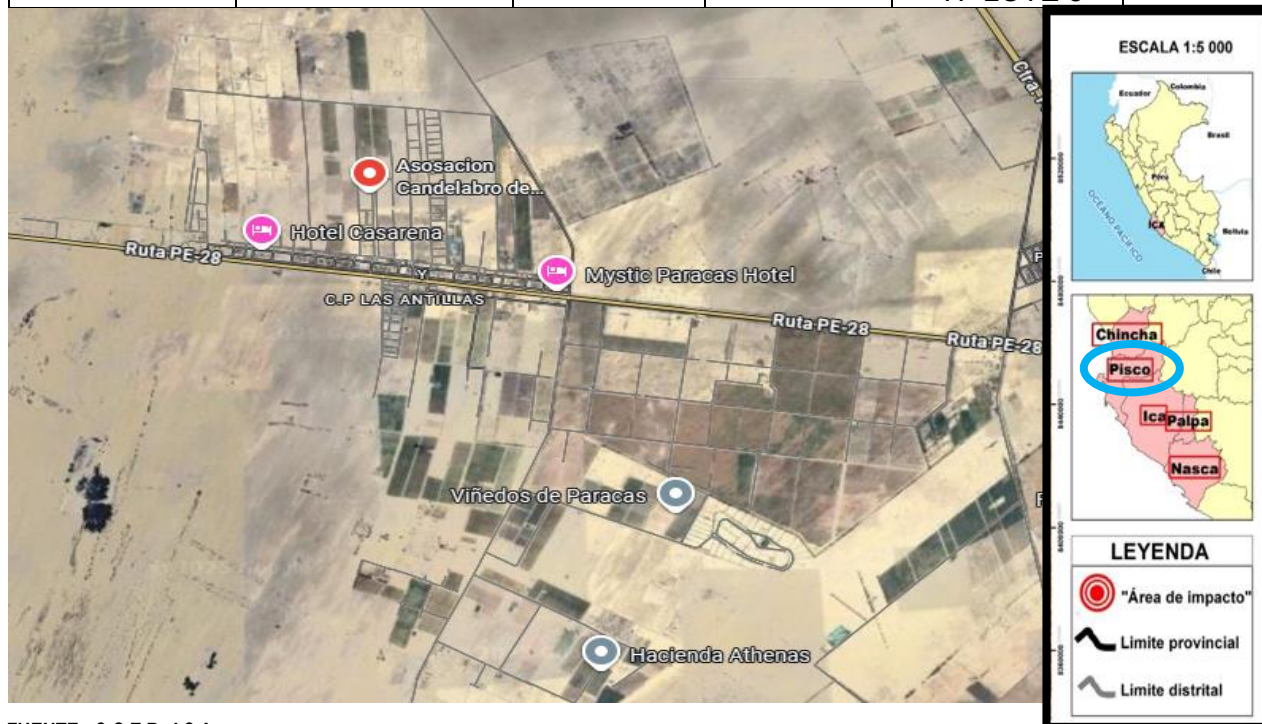 ESCALA 1:5 000
Ecuador
Colombia
Brasil
Perú
OCEANO PACIFICO
ICA
Bolivia
Chile
Asosacion
Candelabro de...
Hotel Casarena
Ruta PE-28
Y
C.P LAS ANTILLAS
Mystic Paracas Hotel
Ruta PE-28
Ruta PE-28
Viñedos de Paracas
Hacienda Athenas
Chincha
Pisco
Ica
Palpa
Nasca
LEYENDA
"Área de impacto"
Limite provincial
Limite distrital